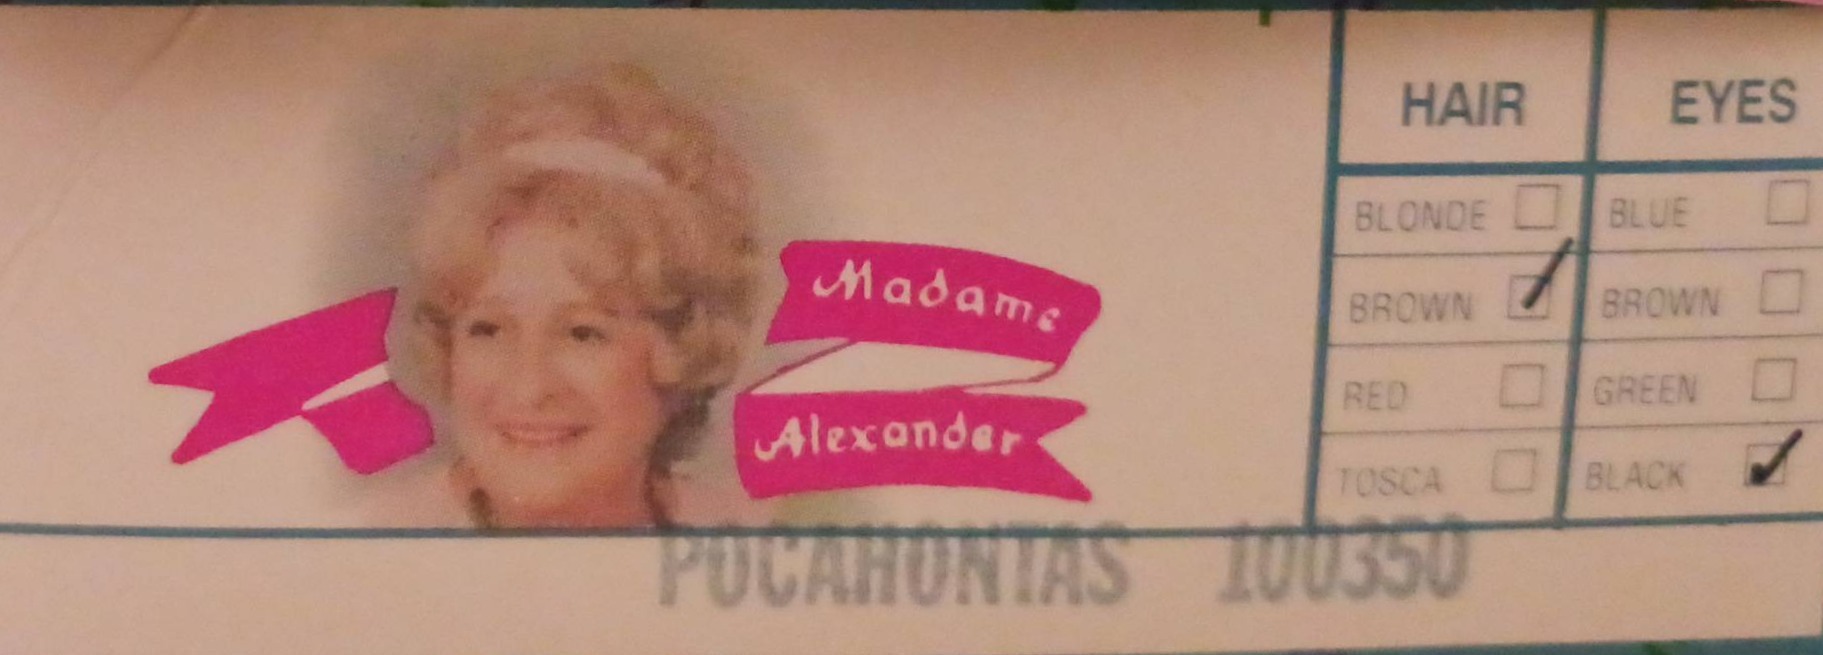 Madame
Alexander
HAIR EYES
BLONDE BLUE
BROWN BROWN
RED GREEN
TOSCA BLACK
POCAHONTAS 100350